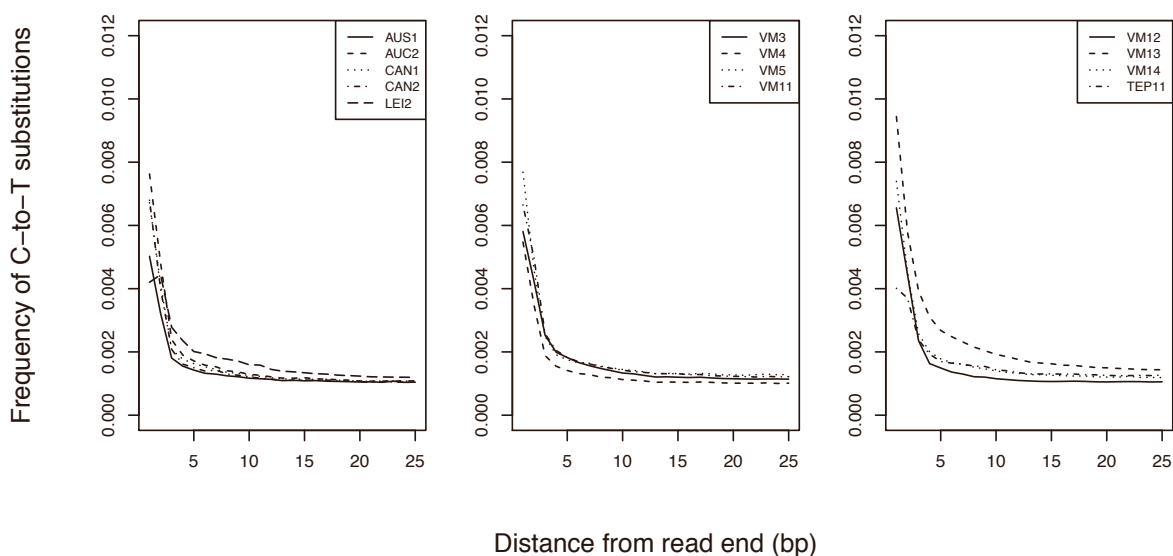 Frequency of C−to−T substitutions
0.012
0.010
0.008
0.006
0.004
0.002
0.000
AUS1
AUC2
CAN1
CAN2
LEI2
5 10 15 20 25
0.012
0.010
0.008
0.006
0.004
0.002
0.000
VM3
VM4
VM5
VM11
5 10 15 20 25
0.012
0.010
0.008
0.006
0.004
0.002
0.000
VM12
VM13
VM14
TEP11
5 10 15 20 25
Distance from read end (bp)